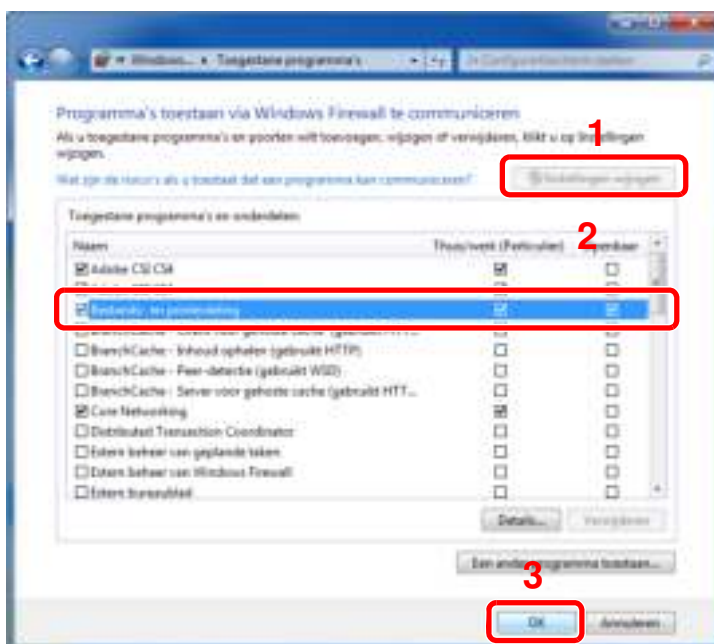 Windows... Toegestane programma's
Programma's toestaan via Windows Firewall te communiceren
Als u toegestane programma's en poorten wilt toevoegen, wijzigen of verwijderen, klikt u op Instellingen
wijzigen.
1
Wat zijn de risico's als u toestaat dat een programma kan communiceren?
Instellingen wijzigen
Toegestane programma's en onderdelen:
2
Naam Thuis/werk (Particulier) Openbaar
Adobe CSI CS4
Bestands- en printerdeling
BranchCache - Inhoud ophalen (gebruikt HTTP)
BranchCache - Peer-detectie (gebruikt WSD)
BranchCache - Server voor gehoste cache (gebruikt HTT...
Core Networking
Distributed Transaction Coordinator
Extern beheer van geplande taken
Extern beheer van Windows Firewall
Extern bureaublad
Details... Verwijderen
Een ander programma toestaan...
3
OK Annuleren